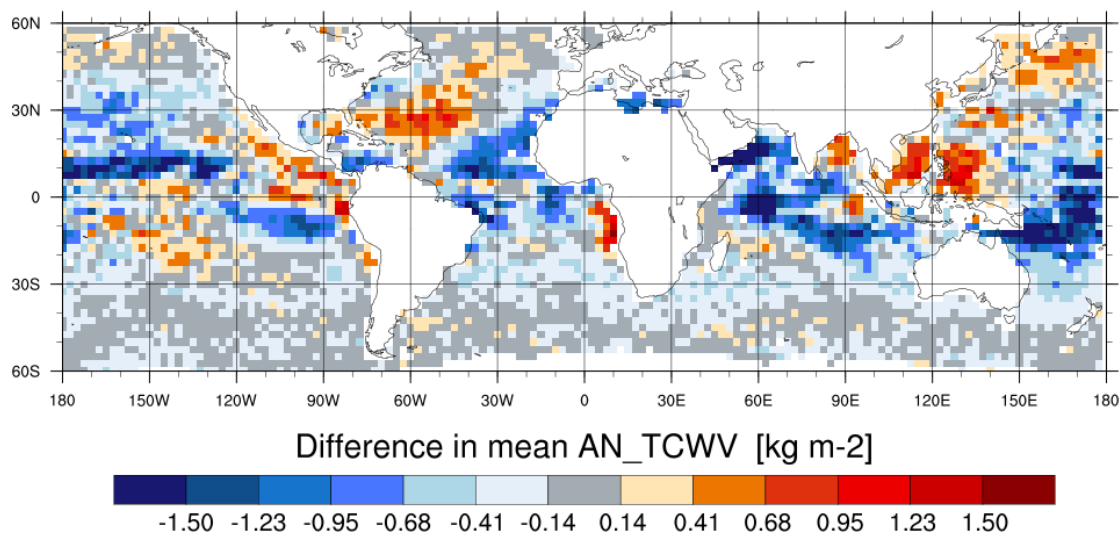 60N
30N
0
30S
60S
180 150W 120W 90W 60W 30W 0 30E 60E 90E 120E 150E 180
Difference in mean AN_TCWV [kg m-2]
-1.50 -1.23 -0.95 -0.68 -0.41 -0.14 0.14 0.41 0.68 0.95 1.23 1.50